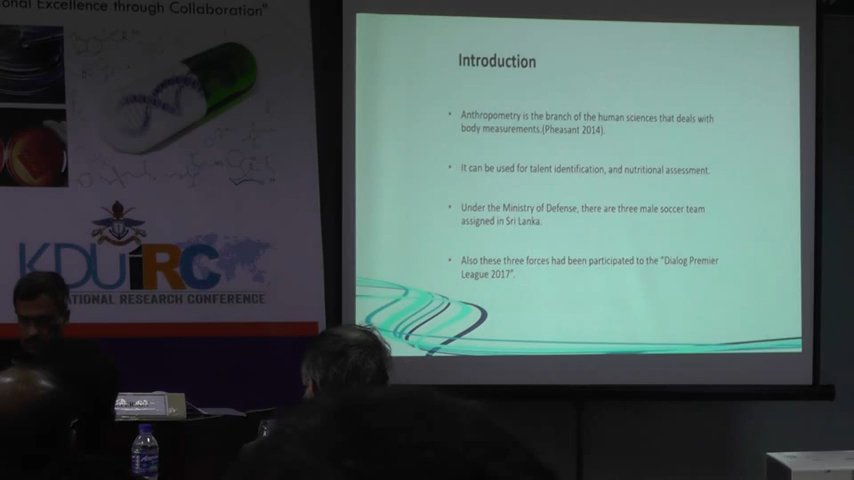 onal Excellence through Collaboration"
KDU iRC
NATIONAL RESEARCH CONFERENCE
Introduction
• Anthropometry is the branch of the human sciences that deals with
body measurements.(Pheasant 2014).
• It can be used for talent identification, and nutritional assessment.
• Under the Ministry of Defense, there are three male soccer team
assigned in Sri Lanka.
• Also these three forces had been participated to the "Dialog Premier
League 2017".